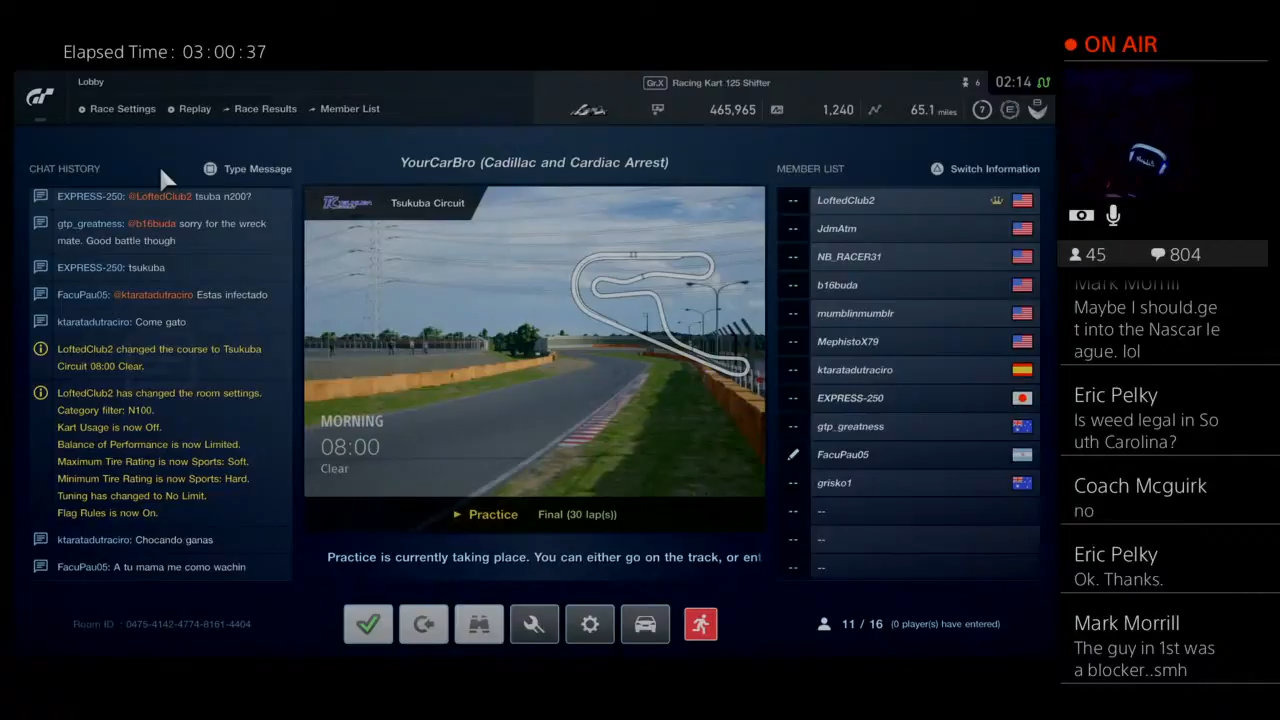 Elapsed Time: 03:00:37
ON AIR
Lobby
Gr.X Racing Kart 125 Shifter
6
02:14
Race Settings
Replay
Race Results
Member List
465,965
1,240
65.1 miles
7
E
B
YourCarBro (Cadillac and Cardiac Arrest)
CHAT HISTORY
Type Message
EXPRESS-250: @LoftedClub2 tsuba n200?
gtp_greatness: @b16buda sorry for the wreck
mate. Good battle though
EXPRESS-250: tsukuba
FacuPau05: @ktaratadutraciro Estas infectado
ktaratadutraciro: Come gato
LoftedClub2 changed the course to Tsukuba
Circuit 08:00 Clear.
LoftedClub2 has changed the room settings.
Category filter: N100.
Kart Usage is now Off.
Balance of Performance is now Limited.
Maximum Tire Rating is now Sports: Soft.
Minimum Tire Rating is now Sports: Hard.
Tuning has changed to No Limit.
Flag Rules is now On.
ktaratadutraciro: Chocando ganas
FacuPau05: A tu mama me como wachin
Room ID : 0475-4142-4774-8161-4404
Tsukuba Circuit
MORNING
08:00
Clear
Practice
Final (30 lap(s))
Practice is currently taking place. You can either go on the track, or ent
MEMBER LIST
Switch Information
-- LoftedClub2
-- JdmAtm
-- NB_RACER31
-- b16buda
-- mumblinmumblr
-- MephistoX79
-- ktaratadutraciro
-- EXPRESS-250
-- gtp_greatness
FacuPau05
-- grisko1
-- --
-- --
-- --
11 / 16 (0 player(s) have entered)
45
804
Mark Morrill
Maybe I should.ge
t into the Nascar le
ague. lol
Eric Pelky
Is weed legal in So
uth Carolina?
Coach Mcguirk
no
Eric Pelky
Ok. Thanks.
Mark Morrill
The guy in 1st was
a blocker..smh